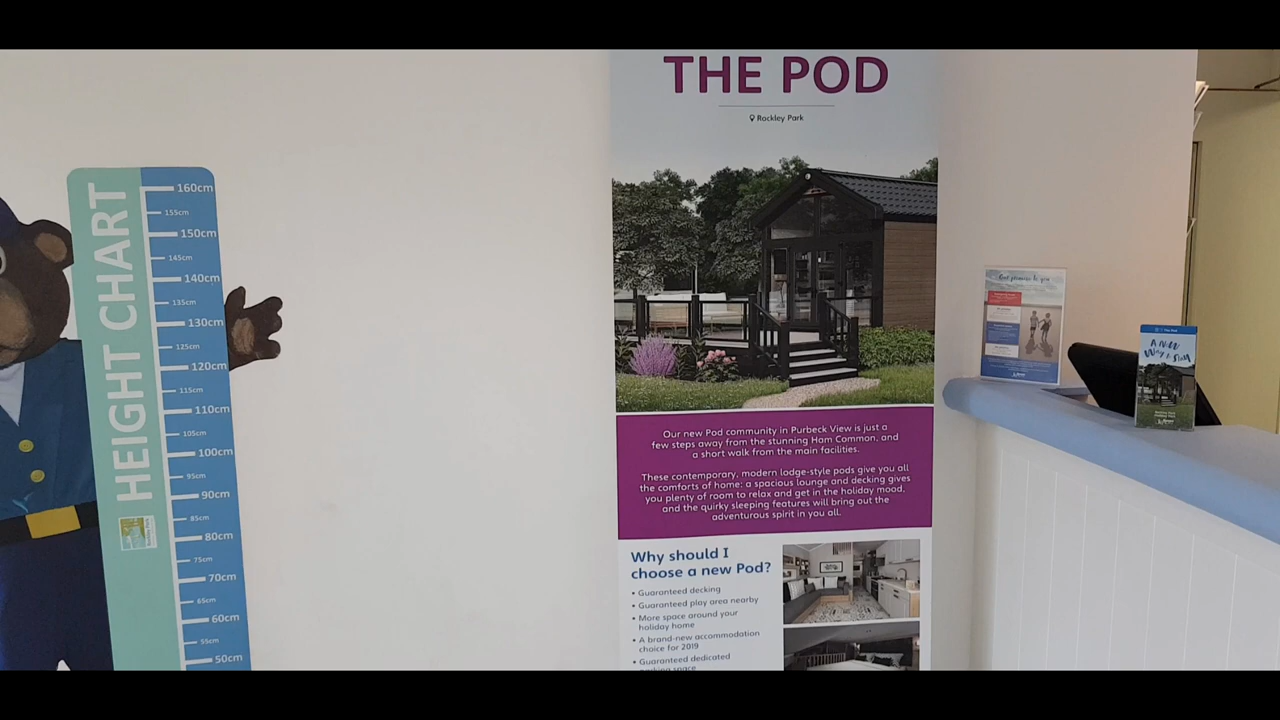 HEIGHT CHART
160cm
155cm
150cm
145cm
140cm
135cm
130cm
125cm
120cm
115cm
110cm
105cm
100cm
95cm
90cm
85cm
80cm
75cm
70cm
65cm
60cm
55cm
50cm
THE POD
Rockley Park
Our new Pod community in Purbeck View is just a
few steps away from the stunning Ham Common, and
a short walk from the main facilities.
These contemporary, modern lodge-style pods give you all
the comforts of home: a spacious lounge and decking gives
you plenty of room to relax and get in the holiday mood,
and the quirky sleeping features will bring out the
adventurous spirit in you all.
Why should I
choose a new Pod?
• Guaranteed decking
• Guaranteed play area nearby
• More space around your
holiday home
• A brand-new accommodation
choice for 2019
• Guaranteed dedicated
parking space
Our promise to you
The Pod
A New
Way to Stay